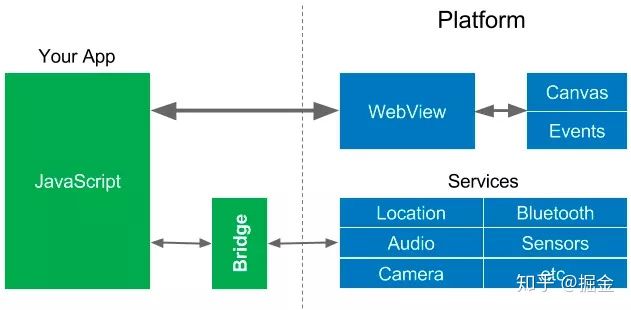 Platform
Your App
JavaScript
WebView
Canvas
Events
Bridge
Services
Location
Bluetooth
Audio
Sensors
Camera
etc
知乎 @掘金